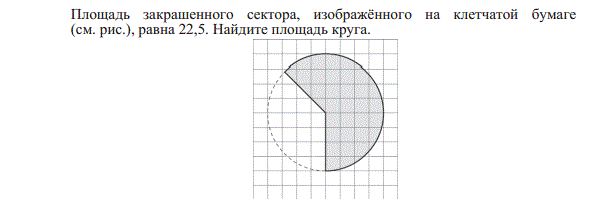 Площадь закрашенного сектора, изображённого на клетчатой бумаге
(см. рис.), равна 22,5. Найдите площадь круга.